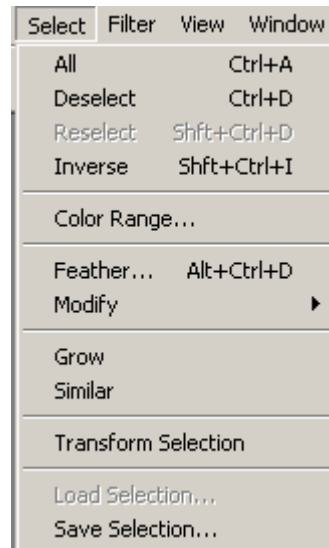 Select Filter View Window
All Ctrl+A
Deselect Ctrl+D
Reselect Shft+Ctrl+D
Inverse Shft+Ctrl+I
Color Range...
Feather... Alt+Ctrl+D
Modify
Grow
Similar
Transform Selection
Load Selection...
Save Selection...